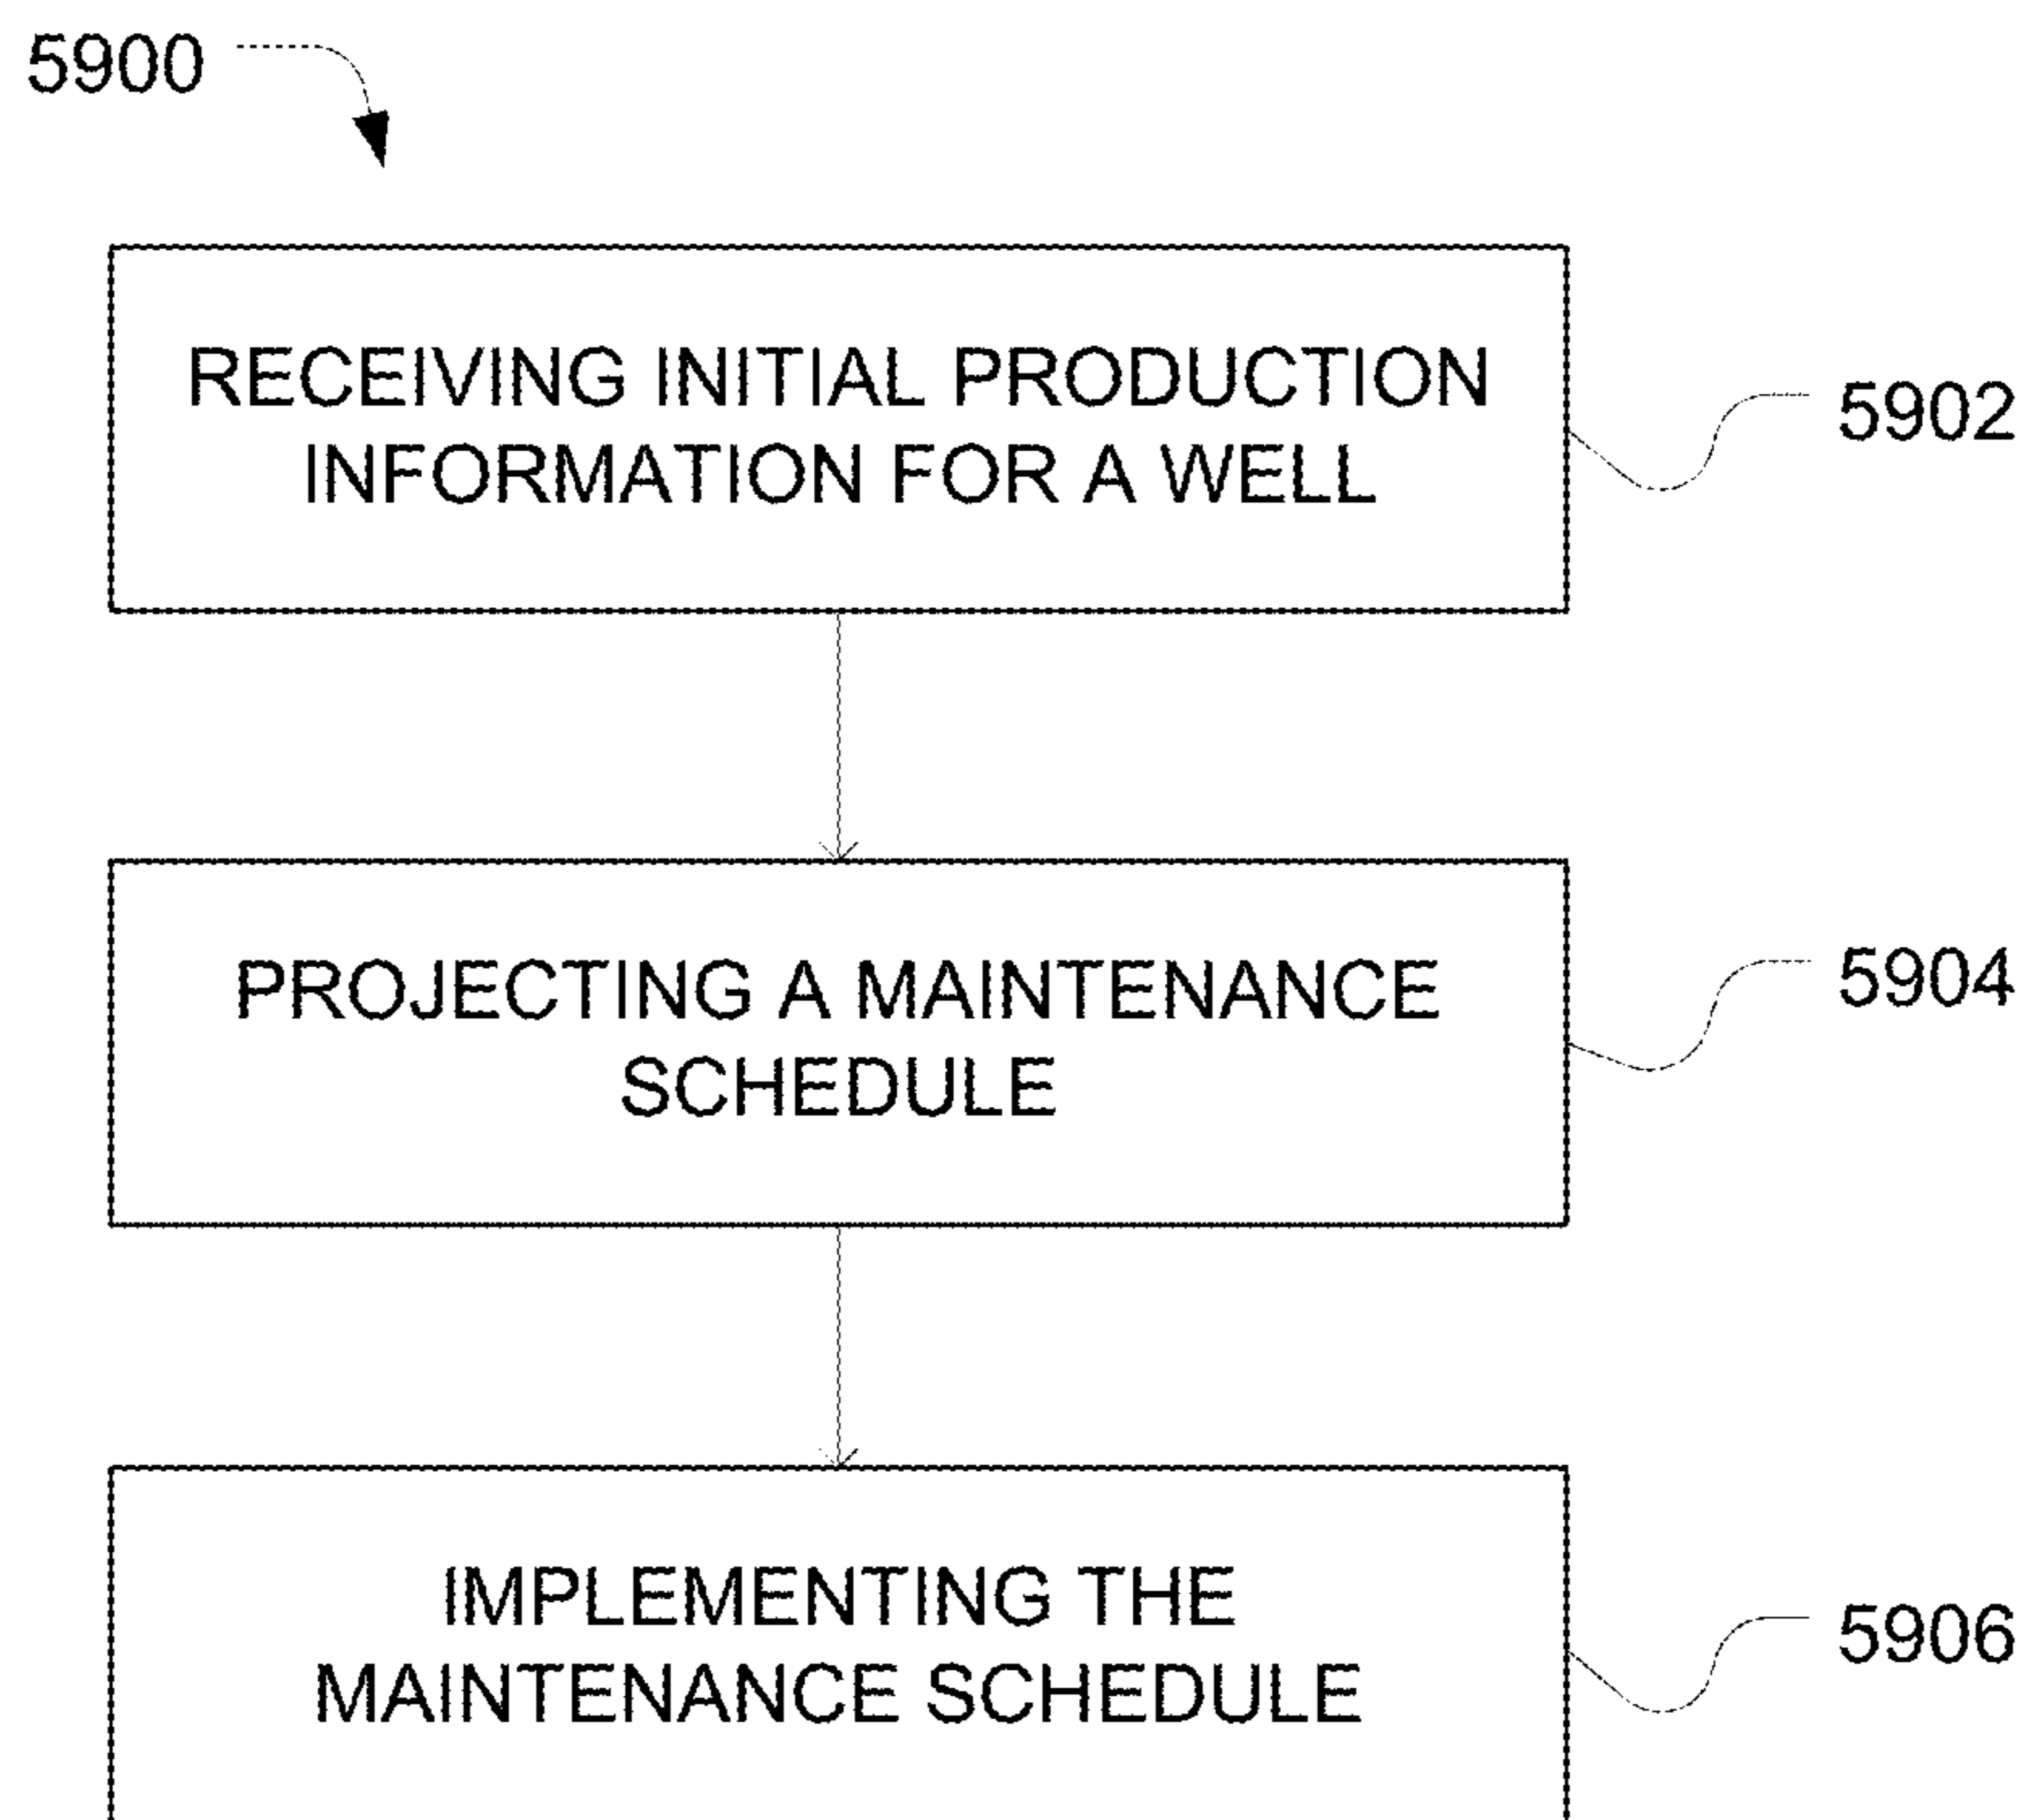 5900
RECEIVING INITIAL PRODUCTION
INFORMATION FOR A WELL
5902
PROJECTING A MAINTENANCE
SCHEDULE
5904
IMPLEMENTING THE
MAINTENANCE SCHEDULE
5906